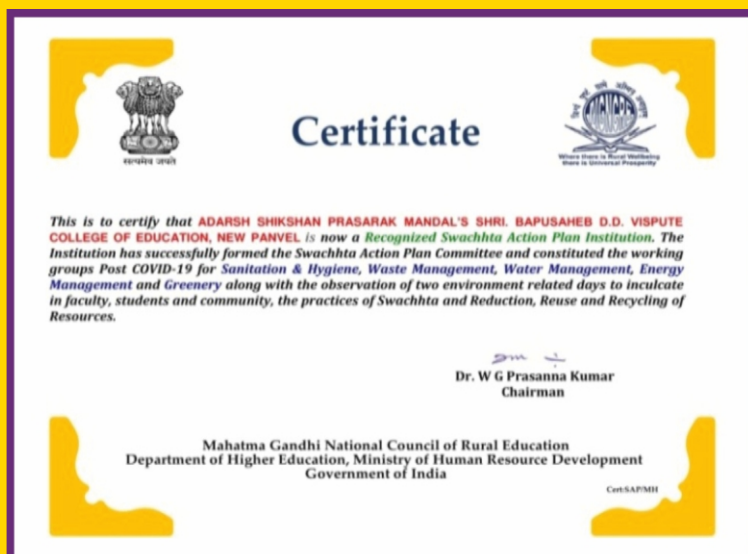 सत्यमेव जयते
MGNCRE
Where there is Rural Wellbeing
there is Universal Prosperity
Certificate
This is to certify that ADARSH SHIKSHAN PRASARAK MANDAL'S SHRI. BAPUSAHEB D.D. VISPUTE
COLLEGE OF EDUCATION, NEW PANVEL is now a Recognized Swachhta Action Plan Institution. The
Institution has successfully formed the Swachhta Action Plan Committee and constituted the working
groups Post COVID-19 for Sanitation & Hygiene, Waste Management, Water Management, Energy
Management and Greenery along with the observation of two environment related days to inculcate
in faculty, students and community, the practices of Swachhta and Reduction, Reuse and Recycling of
Resources.
Dr. W G Prasanna Kumar
Chairman
Mahatma Gandhi National Council of Rural Education
Department of Higher Education, Ministry of Human Resource Development
Government of India
Cert:SAP/MH